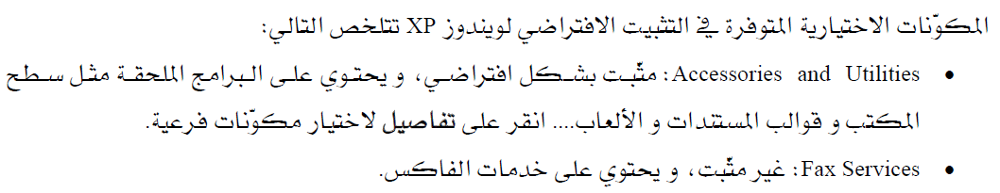 المكوّنات الاختيارية المتوفرة في التثبيت الافتراضي لويندوز XP تتلخص التالي:
• Accessories and Utilities: مثّبت بشكل افتراضي، و يحتوي على البرامج الملحقة مثل سطح
المكتب و قوالب المستندات و الألعاب.... انقر على تفاصيل لاختيار مكوّنات فرعية.
• Fax Services: غير مثّبت، و يحتوي على خدمات الفاكس.